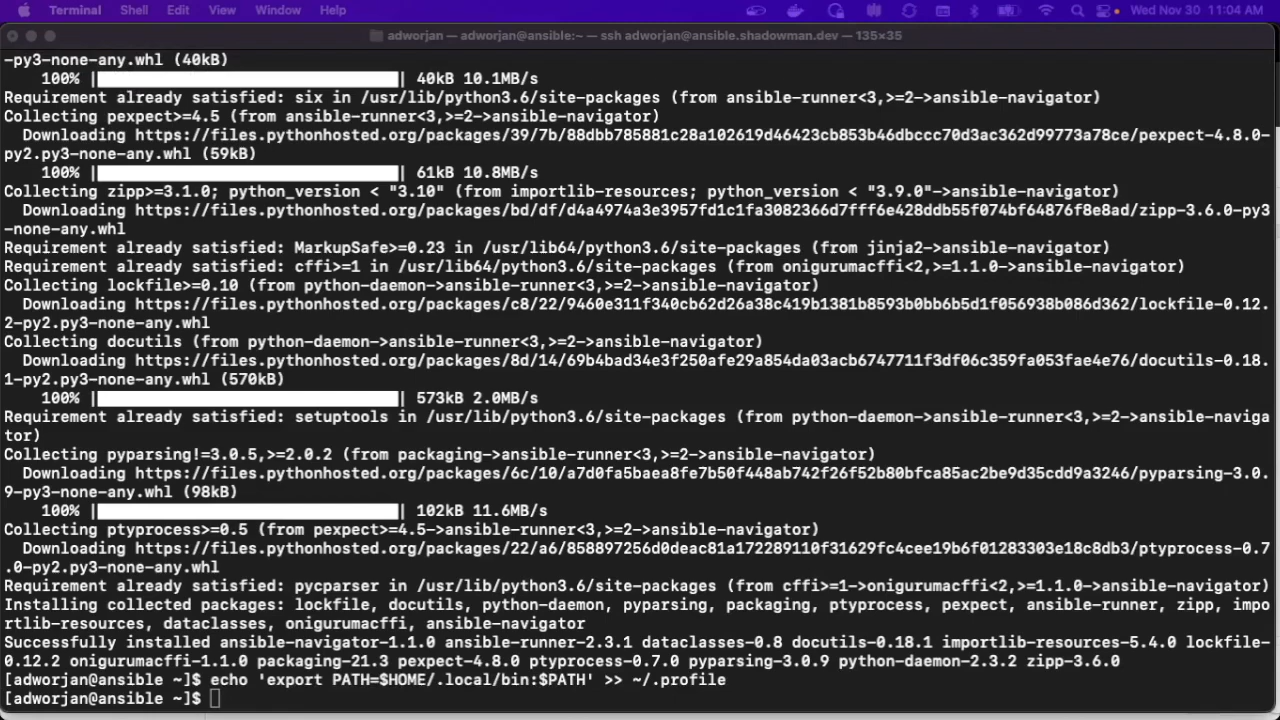 Terminal Shell Edit View Window Help Wed Nov 30 11:04 AM
adworjan — adworjan@ansible:~ — ssh adworjan@ansible.shadowman.dev — 135×35
-py3-none-any.whl (40kB)
100% | | 40kB 10.1MB/s
Requirement already satisfied: six in /usr/lib/python3.6/site-packages (from ansible-runner<3,>=2->ansible-navigator)
Collecting pexpect>=4.5 (from ansible-runner<3,>=2->ansible-navigator)
Downloading https://files.pythonhosted.org/packages/39/7b/88dbb785881c28a102619d46423cb853b46dbccc70d3ac362d99773a78ce/pexpect-4.8.0-
py2.py3-none-any.whl (59kB)
100% | | 61kB 10.8MB/s
Collecting zipp>=3.1.0; python_version < "3.10" (from importlib-resources; python_version < "3.9.0"->ansible-navigator)
Downloading https://files.pythonhosted.org/packages/bd/df/d4a4974a3e3957fd1c1fa3082366d7fff6e428ddb55f074bf64876f8e8ad/zipp-3.6.0-py3
-none-any.whl
Requirement already satisfied: MarkupSafe>=0.23 in /usr/lib64/python3.6/site-packages (from jinja2->ansible-navigator)
Requirement already satisfied: cffi>=1 in /usr/lib64/python3.6/site-packages (from onigurumacffi<2,>=1.1.0->ansible-navigator)
Collecting lockfile>=0.10 (from python-daemon->ansible-runner<3,>=2->ansible-navigator)
Downloading https://files.pythonhosted.org/packages/c8/22/9460e311f340cb62d26a38c419b1381b8593b0bb6b5d1f056938b086d362/lockfile-0.12.
2-py2.py3-none-any.whl
Collecting docutils (from python-daemon->ansible-runner<3,>=2->ansible-navigator)
Downloading https://files.pythonhosted.org/packages/8d/14/69b4bad34e3f250afe29a854da03acb6747711f3df06c359fa053fae4e76/docutils-0.18.
1-py2.py3-none-any.whl (570kB)
100% | | 573kB 2.0MB/s
Requirement already satisfied: setuptools in /usr/lib/python3.6/site-packages (from python-daemon->ansible-runner<3,>=2->ansible-naviga
tor)
Collecting pyparsing!=3.0.5,>=2.0.2 (from packaging->ansible-runner<3,>=2->ansible-navigator)
Downloading https://files.pythonhosted.org/packages/6c/10/a7d0fa5baea8fe7b50f448ab742f26f52b80bfca85ac2be9d35cdd9a3246/pyparsing-3.0.
9-py3-none-any.whl (98kB)
100% | | 102kB 11.6MB/s
Collecting ptyprocess>=0.5 (from pexpect>=4.5->ansible-runner<3,>=2->ansible-navigator)
Downloading https://files.pythonhosted.org/packages/22/a6/858897256d0deac81a172289110f31629fc4cee19b6f01283303e18c8db3/ptyprocess-0.7
.0-py2.py3-none-any.whl
Requirement already satisfied: pycparser in /usr/lib/python3.6/site-packages (from cffi>=1->onigurumacffi<2,>=1.1.0->ansible-navigator)
Installing collected packages: lockfile, docutils, python-daemon, pyparsing, packaging, ptyprocess, pexpect, ansible-runner, zipp, impo
rtlib-resources, dataclasses, onigurumacffi, ansible-navigator
Successfully installed ansible-navigator-1.1.0 ansible-runner-2.3.1 dataclasses-0.8 docutils-0.18.1 importlib-resources-5.4.0 lockfile-
0.12.2 onigurumacffi-1.1.0 packaging-21.3 pexpect-4.8.0 ptyprocess-0.7.0 pyparsing-3.0.9 python-daemon-2.3.2 zipp-3.6.0
[adworjan@ansible ~]$ echo 'export PATH=$HOME/.local/bin:$PATH' >> ~/.profile
[adworjan@ansible ~]$